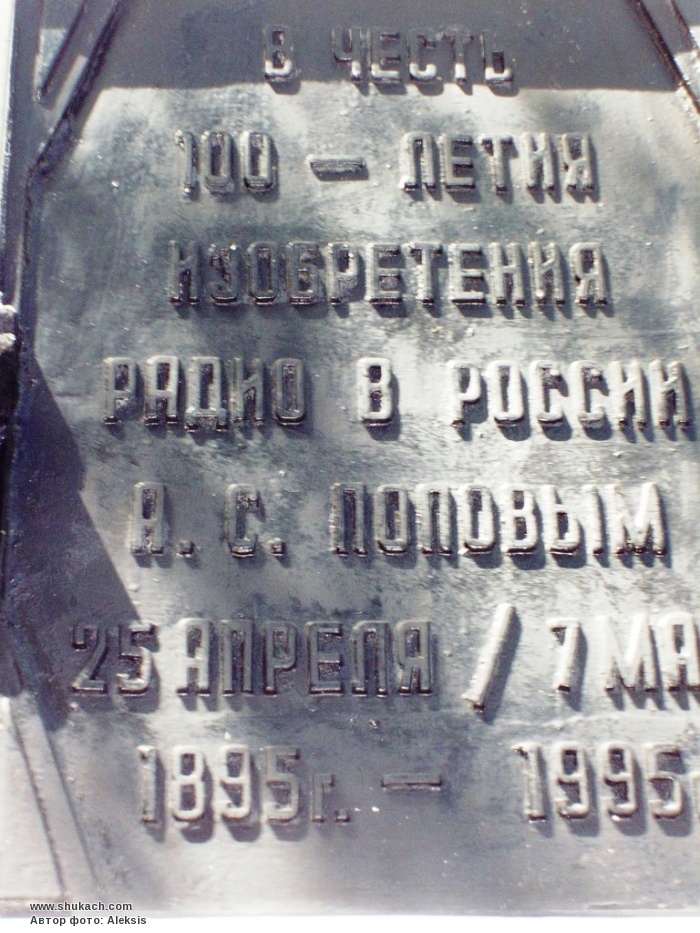 В ЧЕСТЬ
100 - ЛЕТИЯ
ИЗОБРЕТЕНИЯ
РАДИО В РОССИИ
А. С. ПОПОВЫМ
25 АПРЕЛЯ / 7 МА
1895г. - 1995
www.shukach.com
Автор фото: Aleksis